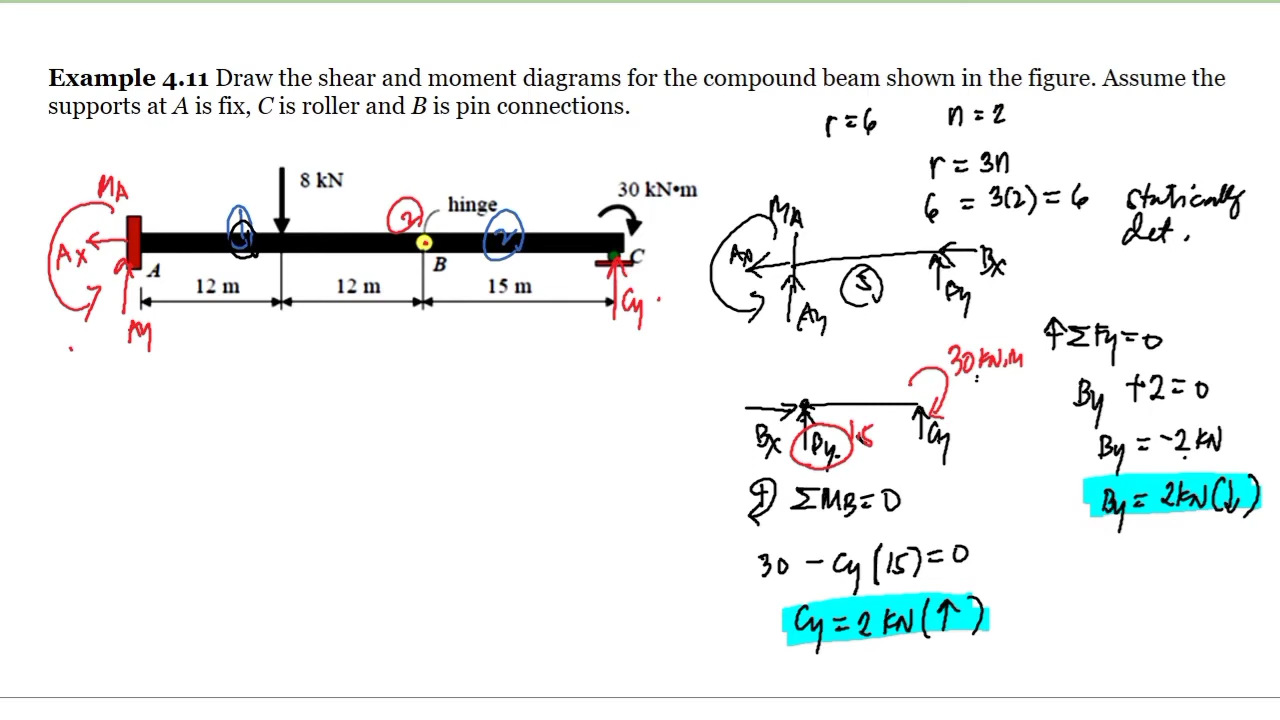 Example 4.11 Draw the shear and moment diagrams for the compound beam shown in the figure. Assume the
supports at A is fix, C is roller and B is pin connections.
r=6 n=2
r=3n
6 = 3(2)=6 statically
det.
MA
8 kN
2
hinge
30 kN•m
Ax
1
2
A
B
C
12 m
12 m
15 m
Ay
Cy
MA
Ax
Bx
Ay
By
30 kN.m
Bx
By
15
Cy
↑ΣFy=0
By +2=0
By = -2 kN
By = 2kN(↓)
+ ΣMB=0
30 - Cy(15)=0
Cy=2 kN(↑)